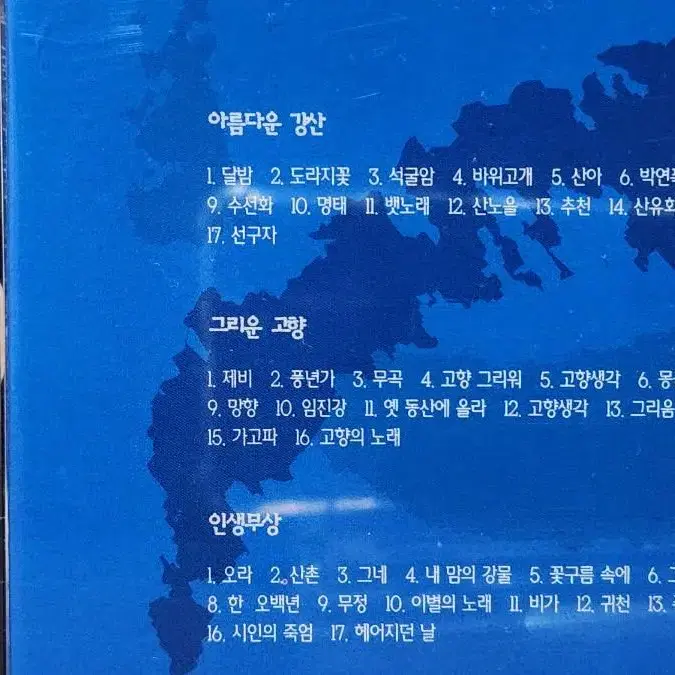 아름다운 강산
1. 달밤 2. 도라지꽃 3. 석굴암 4. 바위고개 5. 산아 6. 박연폭
9. 수선화 10. 명태 11. 뱃노래 12. 산노을 13. 추천 14. 산유화
17. 선구자
그리운 고향
1. 제비 2. 풍년가 3. 무곡 4. 고향 그리워 5. 고향생각 6. 몽
9. 망향 10. 임진강 11. 옛 동산에 올라 12. 고향생각 13. 그리움
15. 가고파 16. 고향의 노래
인생무상
1. 오라 2. 산촌 3. 그네 4. 내 맘의 강물 5. 꽃구름 속에 6. 그
8. 한 오백년 9. 무정 10. 이별의 노래 11. 비가 12. 귀천 13.
16. 시인의 죽엄 17. 헤어지던 날